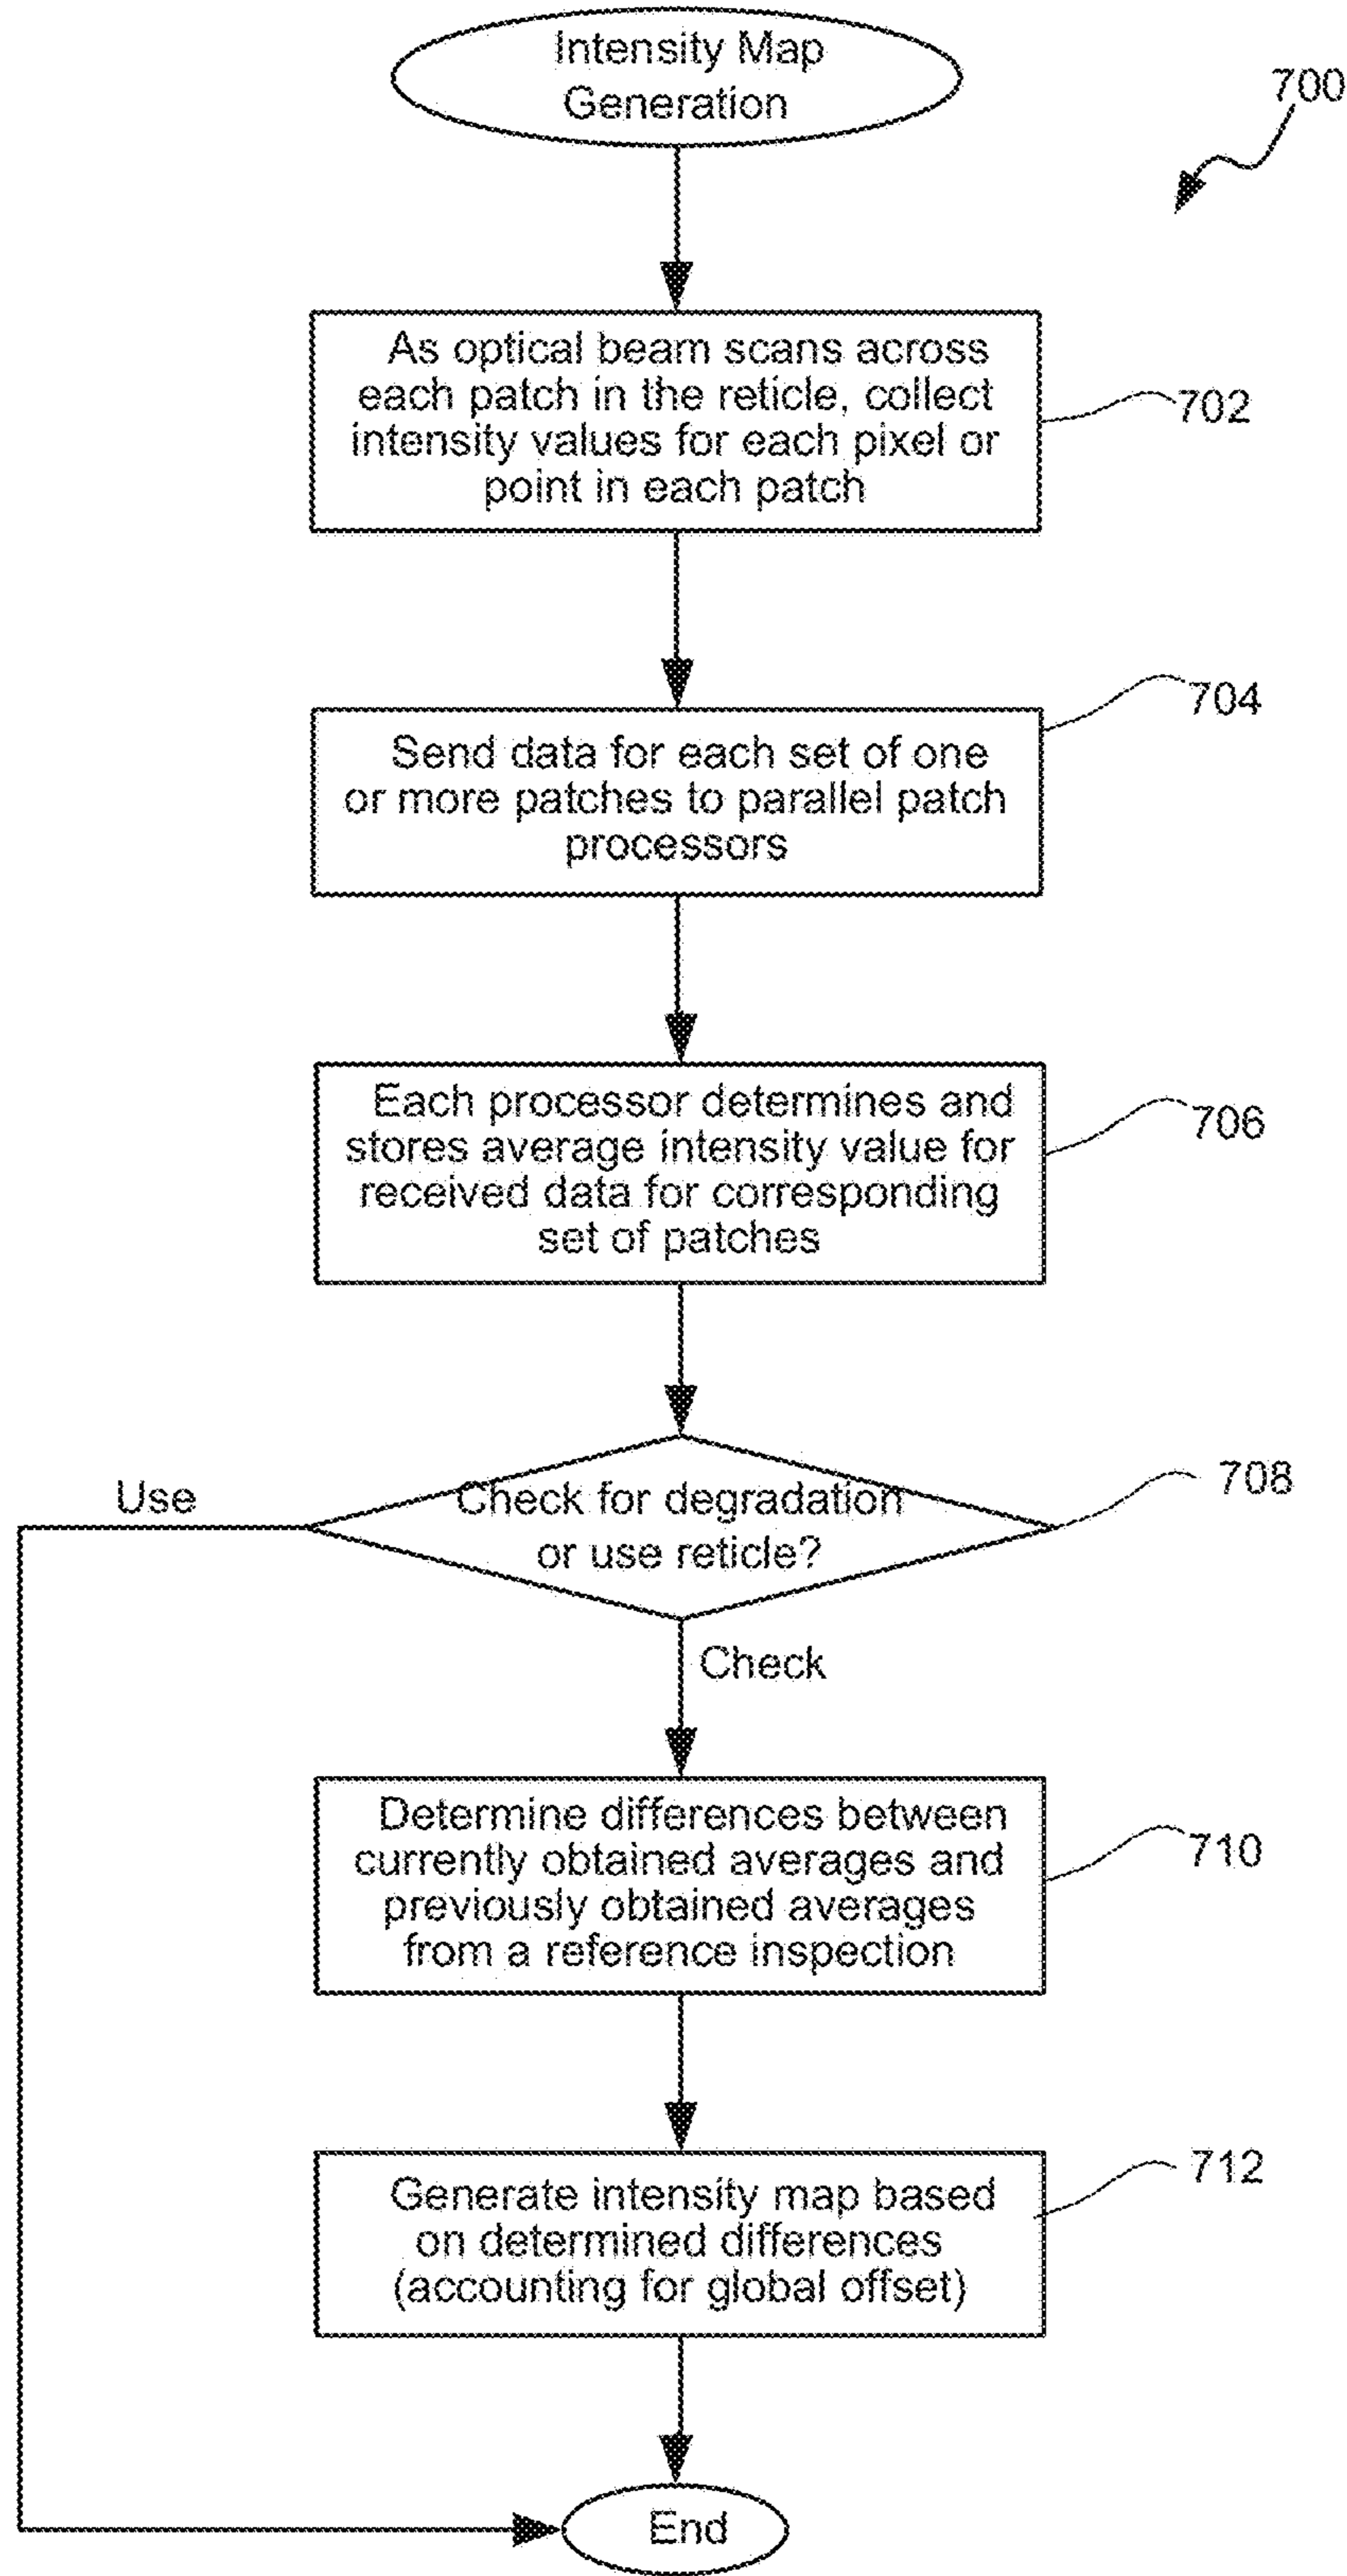 Intensity Map
Generation
700
As optical beam scans across
each patch in the reticle, collect
intensity values for each pixel or
point in each patch
702
704
Send data for each set of one
or more patches to parallel patch
processors
Each processor determines and
stores average intensity value for
received data for corresponding
set of patches
706
Use
Check for degradation
or use reticle?
708
Check
Determine differences between
currently obtained averages and
previously obtained averages
from a reference inspection
710
Generate intensity map based
on determined differences
(accounting for global offset)
712
End